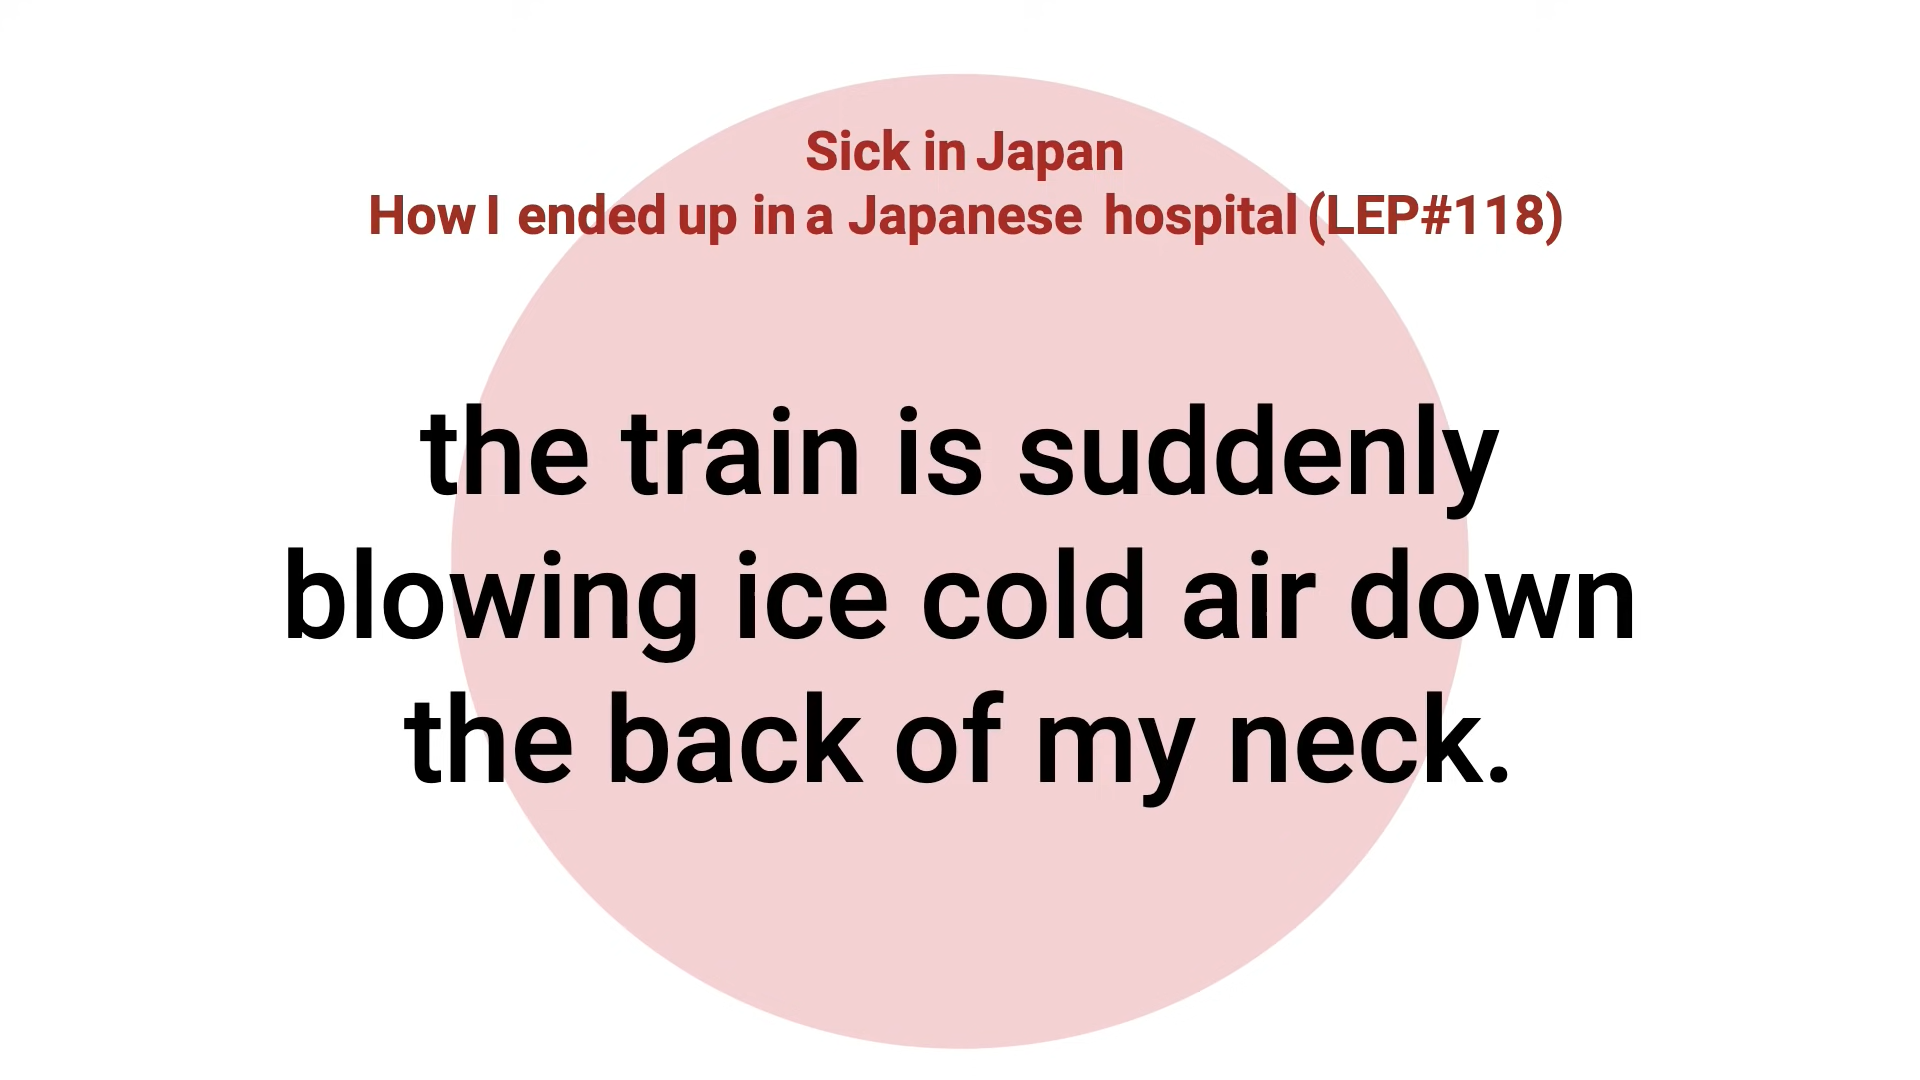 Sick in Japan
How I ended up in a Japanese hospital (LEP#118)
the train is suddenly
blowing ice cold air down
the back of my neck.